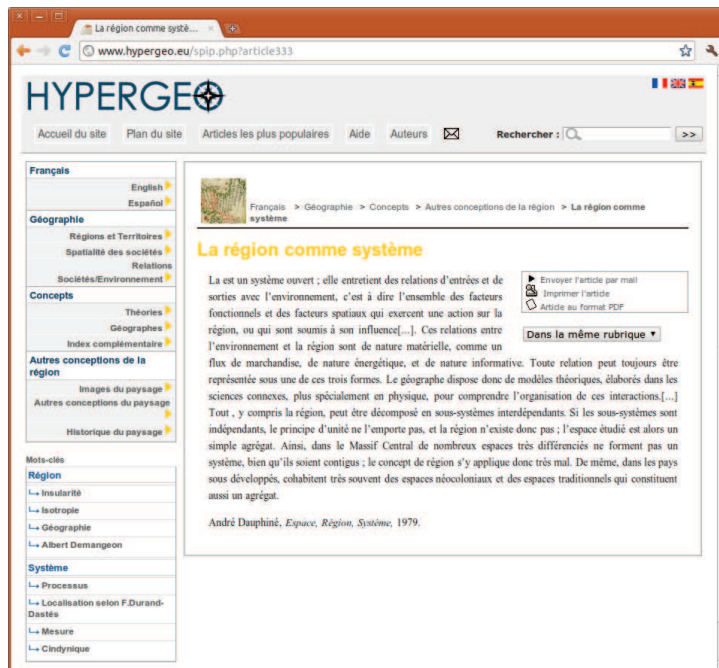 La région comme systè...
www.hypergeo.eu/spip.php?article333
HYPERGEO
Accueil du site Plan du site Articles les plus populaires Aide Auteurs Rechercher : >>
Français
English
Español
Géographie
Régions et Territoires
Spatialité des sociétés
Relations
Sociétés/Environnement
Concepts
Théories
Géographes
Index complémentaire
Autres conceptions de la
région
Images du paysage
Autres conceptions du paysage
Historique du paysage
Mots-clés
Région
Insularité
Isotropie
Géographie
Albert Demangeon
Système
Processus
Localisation selon F.Durand-
Dastés
Mesure
Cindynique
Français > Géographie > Concepts > Autres conceptions de la région > La région comme
système
La région comme système
Envoyer l'article par mail
Imprimer l'article
Article au format PDF
Dans la même rubrique
La est un système ouvert ; elle entretient des relations d'entrées et de
sorties avec l'environnement, c'est à dire l'ensemble des facteurs
fonctionnels et des facteurs spatiaux qui exercent une action sur la
région, ou qui sont soumis à son influence[...]. Ces relations entre
l'environnement et la région sont de nature matérielle, comme un
flux de marchandise, de nature énergétique, et de nature informative. Toute relation peut toujours être
représentée sous une de ces trois formes. Le géographe dispose donc de modèles théoriques, élaborés dans les
sciences connexes, plus spécialement en physique, pour comprendre l'organisation de ces interactions.[...]
Tout , y compris la région, peut être décomposé en sous-systèmes interdépendants. Si les sous-systèmes sont
indépendants, le principe d'unité ne l'emporte pas, et la région n'existe donc pas ; l'espace étudié est alors un
simple agrégat. Ainsi, dans le Massif Central de nombreux espaces très différenciés ne forment pas un
système, bien qu'ils soient contigus ; le concept de région s'y applique donc très mal. De même, dans les pays
sous développés, cohabitent très souvent des espaces néocoloniaux et des espaces traditionnels qui constituent
aussi un agrégat.
André Dauphiné, Espace, Région, Système, 1979.